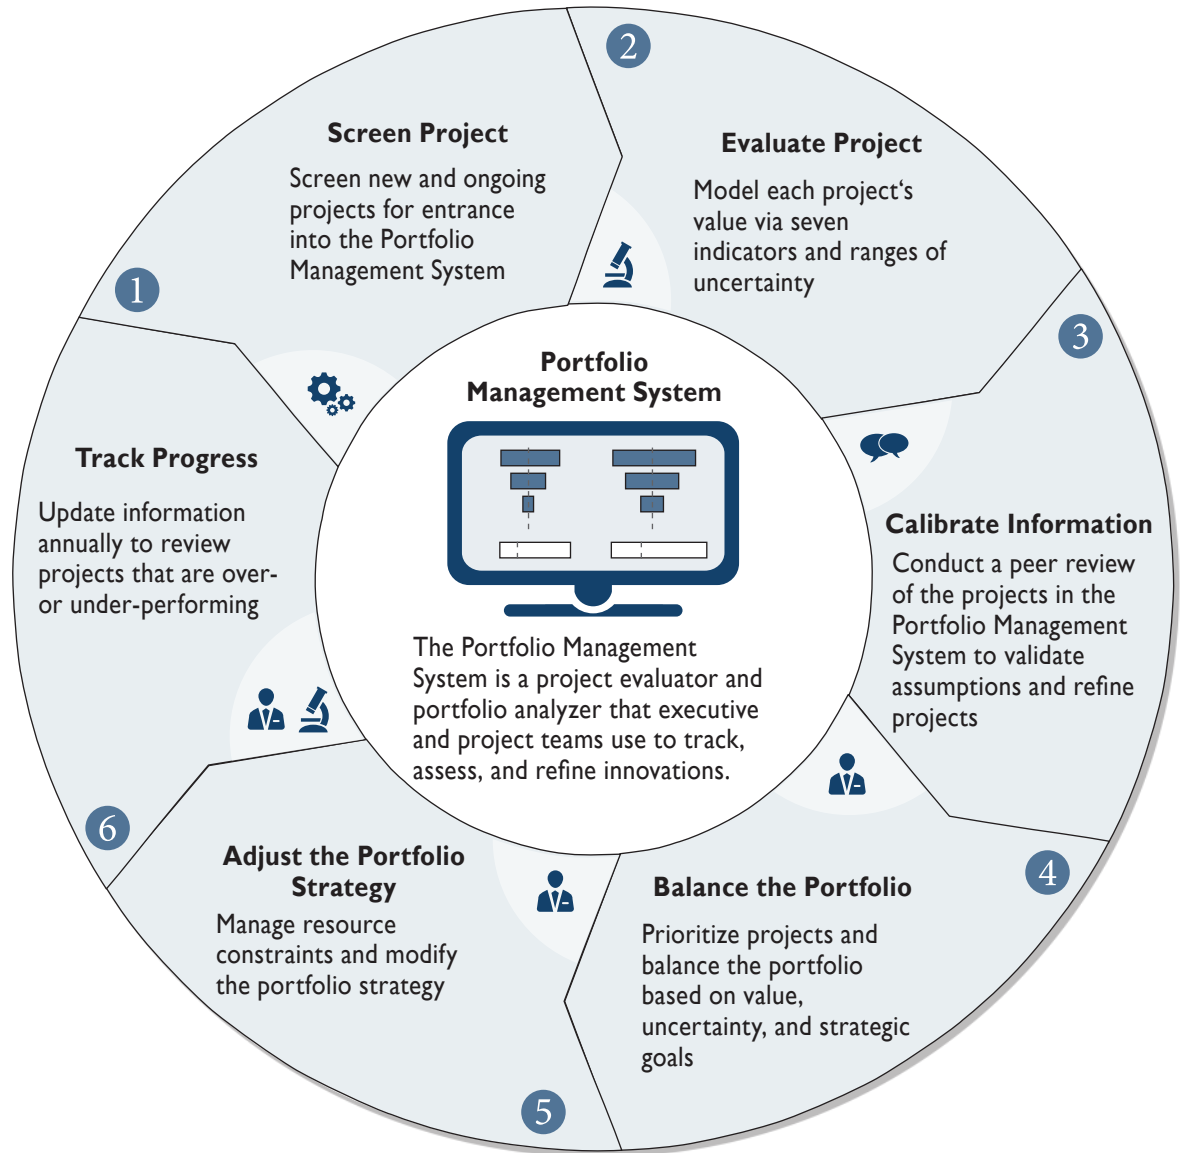 1
Screen Project
Screen new and ongoing
projects for entrance
into the Portfolio
Management System
2
Evaluate Project
Model each project‘s
value via seven
indicators and ranges of
uncertainty
3
Calibrate Information
Conduct a peer review
of the projects in the
Portfolio Management
System to validate
assumptions and refine
projects
4
Balance the Portfolio
Prioritize projects and
balance the portfolio
based on value,
uncertainty, and strategic
goals
5
Adjust the Portfolio
Strategy
Manage resource
constraints and modify
the portfolio strategy
6
Track Progress
Update information
annually to review
projects that are over-
or under-performing
Portfolio
Management System
The Portfolio Management
System is a project evaluator and
portfolio analyzer that executive
and project teams use to track,
assess, and refine innovations.